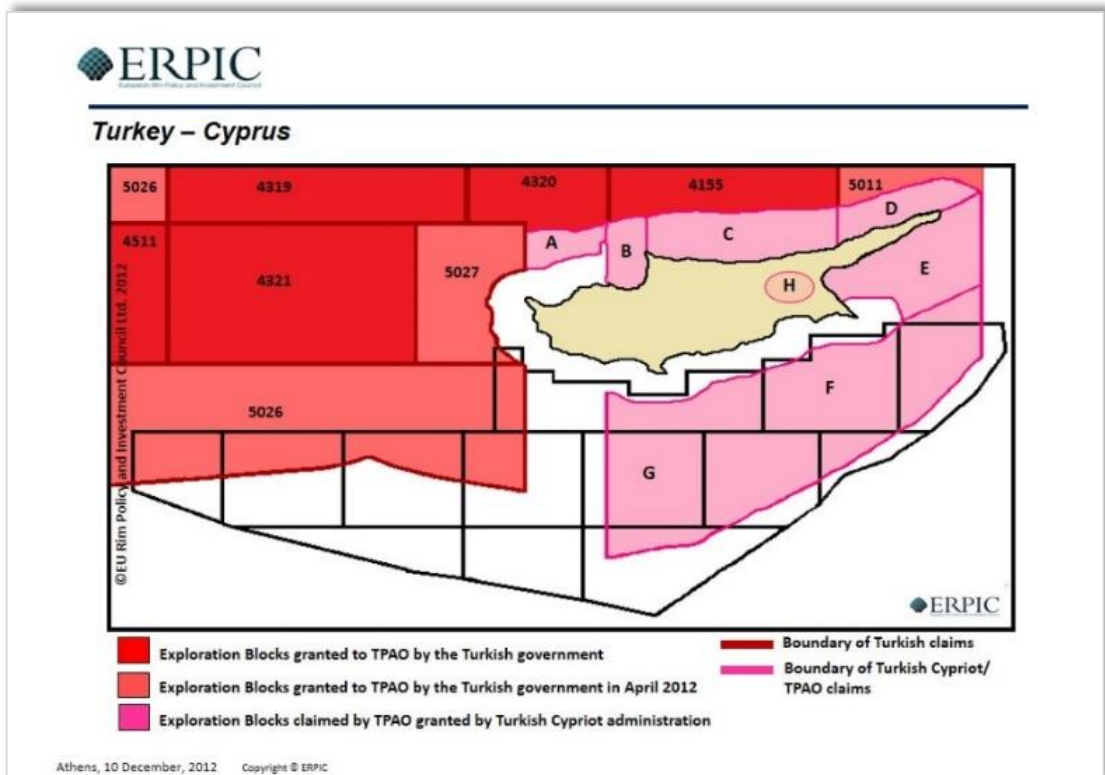 ERPIC
European Rim Policy and Investment Council
Turkey – Cyprus
5026
4319
4320
4155
5011
D
A
B
C
4511
4321
5027
E
H
F
5026
G
©EU Rim Policy and Investment Council Ltd. 2012
ERPIC
Exploration Blocks granted to TPAO by the Turkish government
Exploration Blocks granted to TPAO by the Turkish government in April 2012
Exploration Blocks claimed by TPAO granted by Turkish Cypriot administration
Boundary of Turkish claims
Boundary of Turkish Cypriot/
TPAO claims
Athens, 10 December, 2012 Copyright © ERPIC